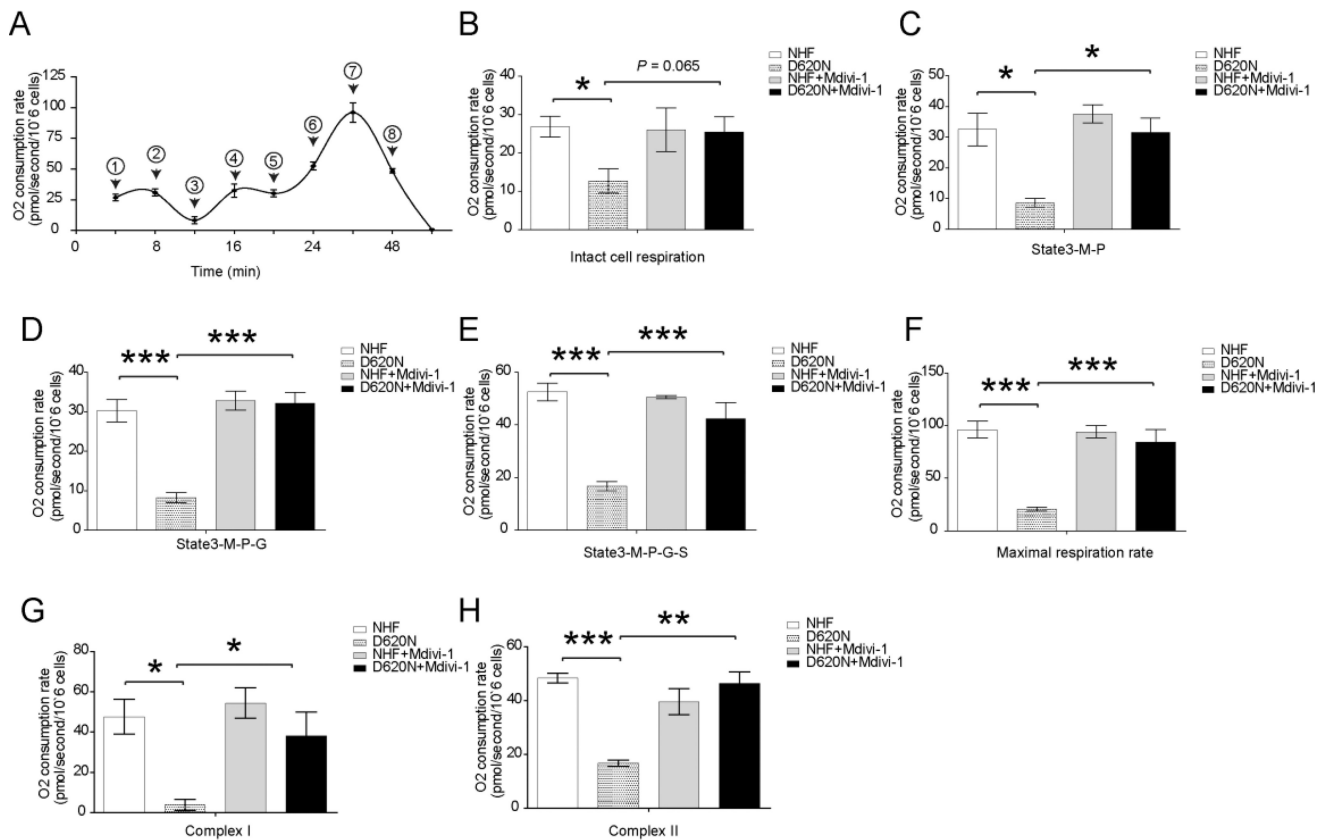 A
O2 consumption rate
(pmol/second/10^6 cells)
125
100
75
50
25
0
① ② ③ ④ ⑤ ⑥ ⑦ ⑧
0 8 16 24 48
Time (min)
B
NHF
D620N
NHF+Mdivi-1
D620N+Mdivi-1
P = 0.065
*
O2 consumption rate
(pmol/second/10^6 cells)
40
30
20
10
0
Intact cell respiration
C
NHF
D620N
NHF+Mdivi-1
D620N+Mdivi-1
* *
O2 consumption rate
(pmol/second/10^6 cells)
50
40
30
20
10
0
State3-M-P
D
NHF
D620N
NHF+Mdivi-1
D620N+Mdivi-1
*** ***
O2 consumption rate
(pmol/second/10`6 cells)
40
30
20
10
0
State3-M-P-G
E
NHF
D620N
NHF+Mdivi-1
D620N+Mdivi-1
*** ***
O2 consumption rate
(pmol/second/10`6 cells)
60
40
20
0
State3-M-P-G-S
F
NHF
D620N
NHF+Mdivi-1
D620N+Mdivi-1
*** ***
O2 consumption rate
(pmol/second/10`6 cells)
150
100
50
0
Maximal respiration rate
G
NHF
D620N
NHF+Mdivi-1
D620N+Mdivi-1
* *
O2 consumption rate
(pmol/second/10`6 cells)
80
60
40
20
0
Complex I
H
NHF
D620N
NHF+Mdivi-1
D620N+Mdivi-1
*** **
O2 consumption rate
(pmol/second/10`6 cells)
60
40
20
0
Complex II